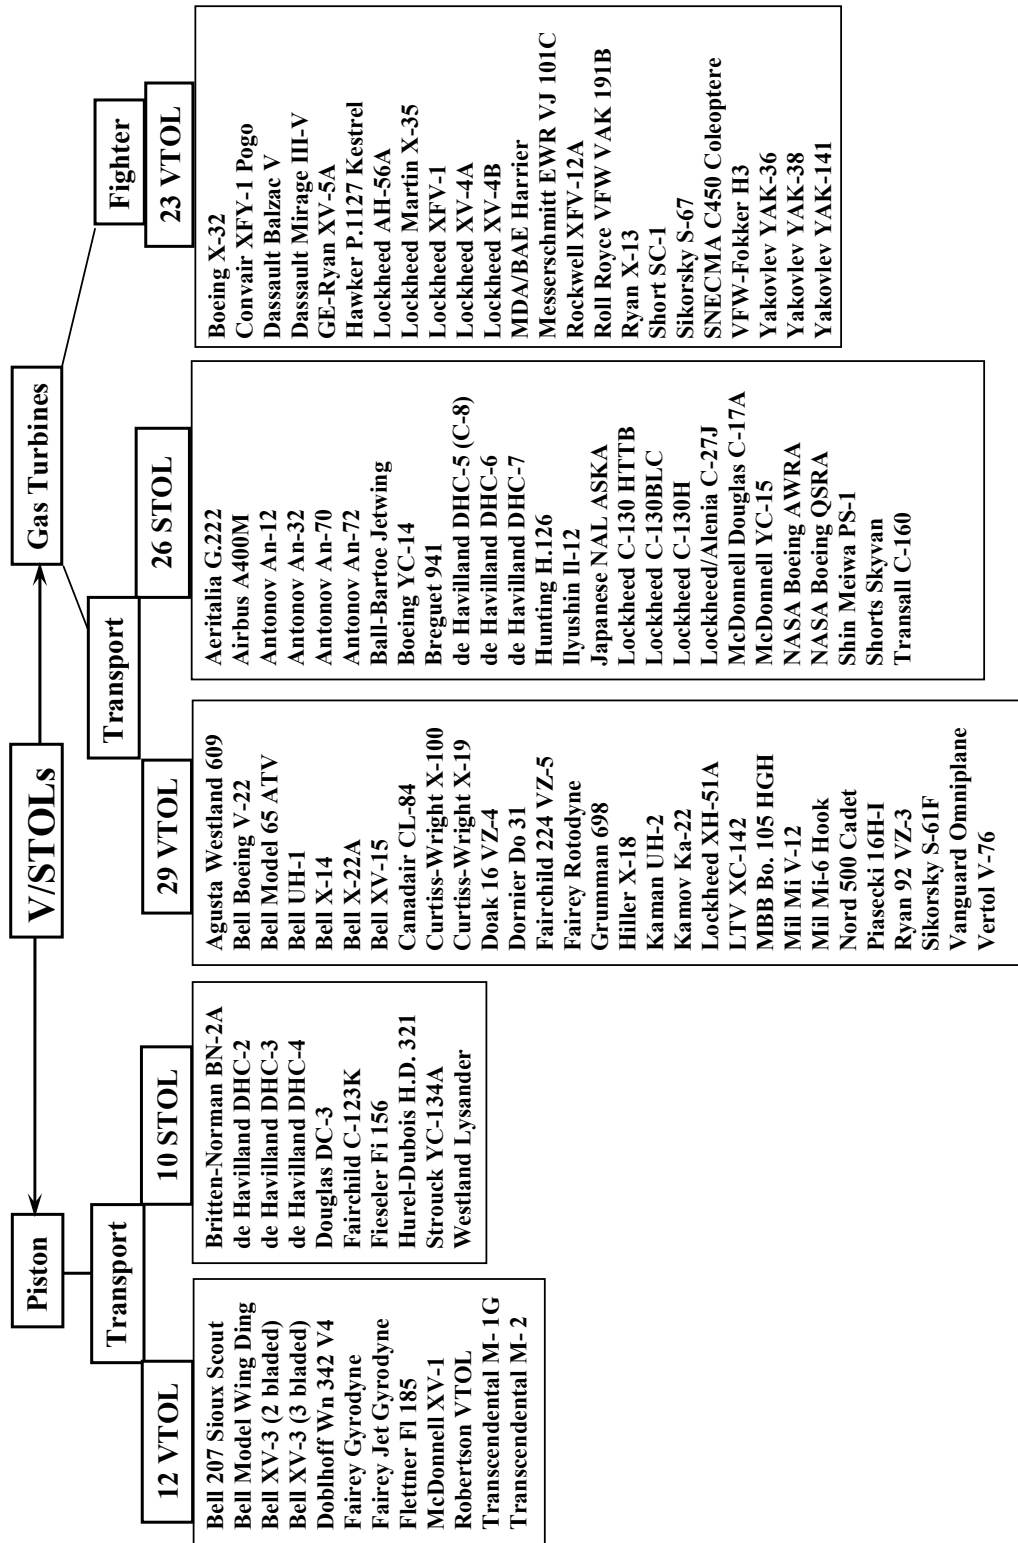 V/STOLs
Piston
Gas Turbines
Transport
Transport
Fighter
12 VTOL
10 STOL
29 VTOL
26 STOL
23 VTOL
Bell 207 Sioux Scout
Bell Model Wing Ding
Bell XV-3 (2 bladed)
Bell XV-3 (3 bladed)
Doblhoff Wn 342 V4
Fairey Gyrodyne
Fairey Jet Gyrodyne
Flettner Fl 185
McDonnell XV-1
Robertson VTOL
Transcendental M- 1G
Transcendental M- 2
Britten-Norman BN-2A
de Havilland DHC-2
de Havilland DHC-3
de Havilland DHC-4
Douglas DC-3
Fairchild C-123K
Fieseler Fi 156
Hurel-Dubois H.D. 321
Strouck YC-134A
Westland Lysander
Agusta Westland 609
Bell Boeing V-22
Bell Model 65 ATV
Bell UH-1
Bell X-14
Bell X-22A
Bell XV-15
Canadair CL-84
Curtiss-Wright X-100
Curtiss-Wright X-19
Doak 16 VZ-4
Dornier Do 31
Fairchild 224 VZ-5
Fairey Rotodyne
Grumman 698
Hiller X-18
Kaman UH-2
Kamov Ka-22
Lockheed XH-51A
LTV XC-142
MBB Bo. 105 HGH
Mil Mi V-12
Mil Mi-6 Hook
Nord 500 Cadet
Piasecki 16H-I
Ryan 92 VZ-3
Sikorsky S-61F
Vanguard Omniplane
Vertol V-76
Aeritalia G.222
Airbus A400M
Antonov An-12
Antonov An-32
Antonov An-70
Antonov An-72
Ball-Bartoe Jetwing
Boeing YC-14
Breguet 941
de Havilland DHC-5 (C-8)
de Havilland DHC-6
de Havilland DHC-7
Hunting H.126
Ilyushin Il-12
Japanese NAL ASKA
Lockheed C-130 HTTB
Lockheed C-130BLC
Lockheed C-130H
Lockheed/Alenia C-27J
McDonnell Douglas C-17A
McDonnell YC-15
NASA Boeing AWRA
NASA Boeing QSRA
Shin Meiwa PS-1
Shorts Skyvan
Transall C-160
Boeing X-32
Convair XFY-1 Pogo
Dassault Balzac V
Dassault Mirage III-V
GE-Ryan XV-5A
Hawker P.1127 Kestrel
Lockheed AH-56A
Lockheed Martin X-35
Lockheed XFV-1
Lockheed XV-4A
Lockheed XV-4B
MDA/BAE Harrier
Messerschmitt EWR VJ 101C
Rockwell XFV-12A
Roll Royce VFW VAK 191B
Ryan X-13
Short SC-1
Sikorsky S-67
SNECMA C450 Coleoptere
VFW-Fokker H3
Yakovlev YAK-36
Yakovlev YAK-38
Yakovlev YAK-141